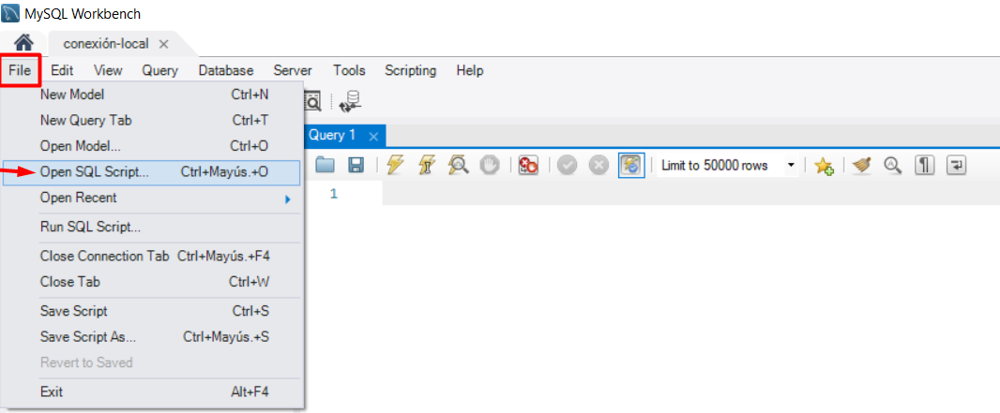 MySQL Workbench
conexión-local
File Edit View Query Database Server Tools Scripting Help
New Model Ctrl+N
New Query Tab Ctrl+T
Query 1
Open Model... Ctrl+O
Open SQL Script... Ctrl+Mayús.+O
Limit to 50000 rows
Open Recent
1
Run SQL Script...
Close Connection Tab Ctrl+Mayús.+F4
Close Tab Ctrl+W
Save Script Ctrl+S
Save Script As... Ctrl+Mayús.+S
Revert to Saved
Exit Alt+F4